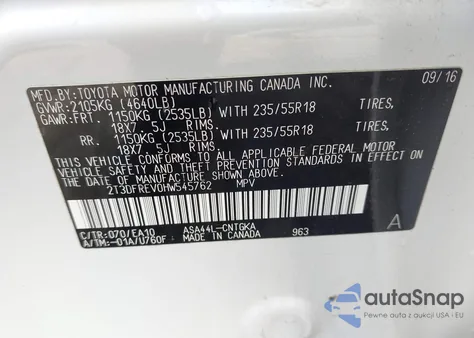 MFD.BY:TOYOTA MOTOR MANUFACTURING CANADA INC. 09/16
GVWR:2105KG (4640LB)
GAWR:FRT. 1150KG (2535LB) WITH 235/55R18 TIRES,
18X7.5J RIMS.
RR. 1150KG (2535LB) WITH 235/55R18 TIRES,
18X7.5J RIMS.
THIS VEHICLE CONFORMS TO ALL APPLICABLE FEDERAL MOTOR
VEHICLE SAFETY AND THEFT PREVENTION STANDARDS IN
EFFECT ON THE DATE OF MANUFACTURE SHOWN ABOVE.
2T3DFREV0HW545762 MPV
C/TR:070/EA10 ASA44L-CNTGKA A
A/TM:-01A/U760F MADE IN CANADA 963
autoSnap
Pewne auta z USA i Kanady